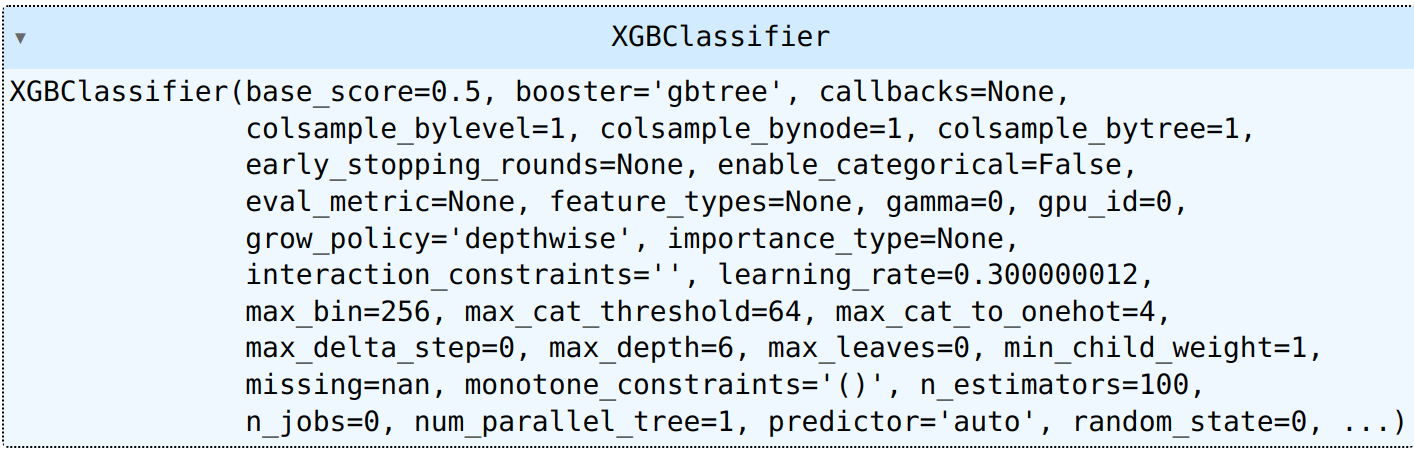 XGBClassifier
XGBClassifier(base_score=0.5, booster='gbtree', callbacks=None,
colsample_bylevel=1, colsample_bynode=1, colsample_bytree=1,
early_stopping_rounds=None, enable_categorical=False,
eval_metric=None, feature_types=None, gamma=0, gpu_id=0,
grow_policy='depthwise', importance_type=None,
interaction_constraints='', learning_rate=0.300000012,
max_bin=256, max_cat_threshold=64, max_cat_to_onehot=4,
max_delta_step=0, max_depth=6, max_leaves=0, min_child_weight=1,
missing=nan, monotone_constraints='()', n_estimators=100,
n_jobs=0, num_parallel_tree=1, predictor='auto', random_state=0, ...)